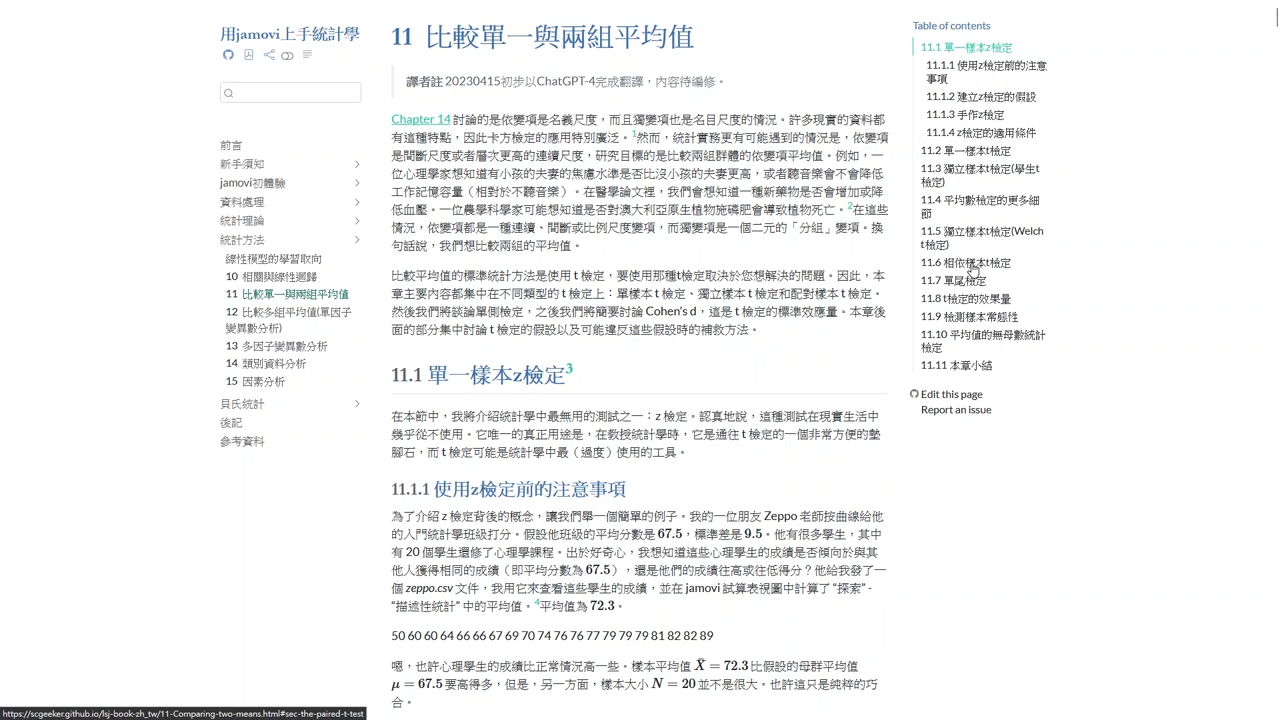 用jamovi上手統計學
前言
新手須知
jamovi初體驗
資料處理
統計理論
統計方法
線性模型的學習取向
10 相關與線性迴歸
11 比較單一與兩組平均值
12 比較多組平均值(單因子
變異數分析)
13 多因子變異數分析
14 類別資料分析
15 因素分析
貝氏統計
後記
參考資料
11 比較單一與兩組平均值
譯者註 20230415初步以ChatGPT-4完成翻譯，內容待編修。
Chapter 14 討論的是依變項是名義尺度，而且獨變項也是名目尺度的情況。許多現實的資料都
有這種特點，因此卡方檢定的應用特別廣泛。1然而，統計實務更有可能遇到的情況是，依變項
是間斷尺度或者層次更高的連續尺度，研究目標的是比較兩組群體的依變項平均值。例如，一
位心理學家想知道有小孩的夫妻的焦慮水準是否比沒小孩的夫妻更高，或者聽音樂會不會降低
工作記憶容量（相對於不聽音樂）。在醫學論文裡，我們會想知道一種新藥物是否會增加或降
低血壓。一位農學科學家可能想知道是否對澳大利亞原生植物施磷肥會導致植物死亡。2在這些
情況，依變項都是一種連續、間斷或比例尺度變項，而獨變項是一個二元的「分組」變項。換
句話說，我們想比較兩組的平均值。
比較平均值的標準統計方法是使用 t 檢定，要使用那種t檢定取決於您想解決的問題。因此，本
章主要內容都集中在不同類型的 t 檢定上：單樣本 t 檢定、獨立樣本 t 檢定和配對樣本 t 檢定。
然後我們將談論單側檢定，之後我們將簡要討論 Cohen's d，這是 t 檢定的標準效應量。本章後
面的部分集中討論 t 檢定的假設以及可能違反這些假設時的補救方法。
11.1 單一樣本z檢定3
在本節中，我將介紹統計學中最無用的測試之一：z 檢定。認真地說，這種測試在現實生活中
幾乎從不使用。它唯一的真正用途是，在教授統計學時，它是通往 t 檢定的一個非常方便的墊
腳石，而 t 檢定可能是統計學中最（過度）使用的工具。
11.1.1 使用z檢定前的注意事項
為了介紹 z 檢定背後的概念，讓我們舉一個簡單的例子。我的一位朋友 Zeppo 老師按曲線給他
的入門統計學班級打分。假設他班級的平均分數是 67.5，標準差是 9.5。他有很多學生，其中
有 20 個學生還修了心理學課程。出於好奇心，我想知道這些心理學生的成績是否傾向於與其
他人獲得相同的成績（即平均分數為 67.5），還是他們的成績往高或往低得分？他給我發了一
個 zeppo.csv 文件，我用它來查看這些學生的成績，並在 jamovi 試算表視圖中計算了 “探索” -
“描述性統計” 中的平均值。4平均值為 72.3。
50 60 60 64 66 66 67 69 70 74 76 76 77 79 79 79 81 82 82 89
嗯，也許心理學生的成績比正常情況高一些。樣本平均值 X̄ = 72.3 比假設的母群平均值
μ = 67.5 要高得多，但是，另一方面，樣本大小 N = 20 並不是很大。也許這只是純粹的巧
合。
Table of contents
11.1 單一樣本z檢定
11.1.1 使用z檢定前的注意
事項
11.1.2 建立z檢定的假設
11.1.3 手作z檢定
11.1.4 z檢定的適用條件
11.2 單一樣本t檢定
11.3 獨立樣本t檢定(學生t
檢定)
11.4 平均數檢定的更多細
節
11.5 獨立樣本t檢定(Welch
t檢定)
11.6 相依樣本t檢定
11.7 單尾檢定
11.8 t檢定的效果量
11.9 檢測樣本常態性
11.10 平均值的無母數統計
檢定
11.11 本章小結
Edit this page
Report an issue
https://scgeeker.github.io/lsj-book-zh_tw/11-Comparing-two-means.html#sec-the-paired-t-test